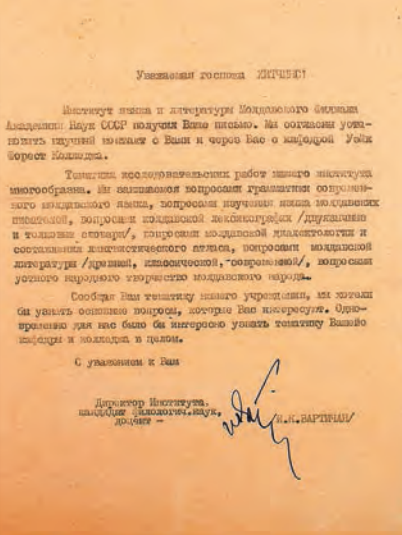 Уважаемая госпожа
Институт языка и литературы Молдавского Филиала
Академии Наук СССР получил Ваше письмо. Мы согласны уста-
новить научный контакт с Вами и через Вас с кафедрой Уэйк
Форест Колледжа.
Тематика исследовательских работ нашего института
многообразна. Мы занимаемся вопросами грамматики современ-
ного молдавского языка, вопросами изучения языка молдавских
писателей, вопросами молдавской лексикографии /двуязычные
и толковые словари/, вопросами молдавской диалектологии и
составления лингвистического атласа, вопросами молдавской
литературы /древней, классической, современной/, вопросами
устного народного творчество молдавского народа.
Сообщая Вам тематику нашего учреждения, мы хотели
бы узнать основные вопросы, которые Вас интересуют. Одно-
временно для нас было бы интересно узнать тематику Вашей
кафедры и колледжа в целом.
С уважением к Вам
Директор Института,
кандидат филологич.наук,
доцент - /И.К.ВАРТИЧАН/